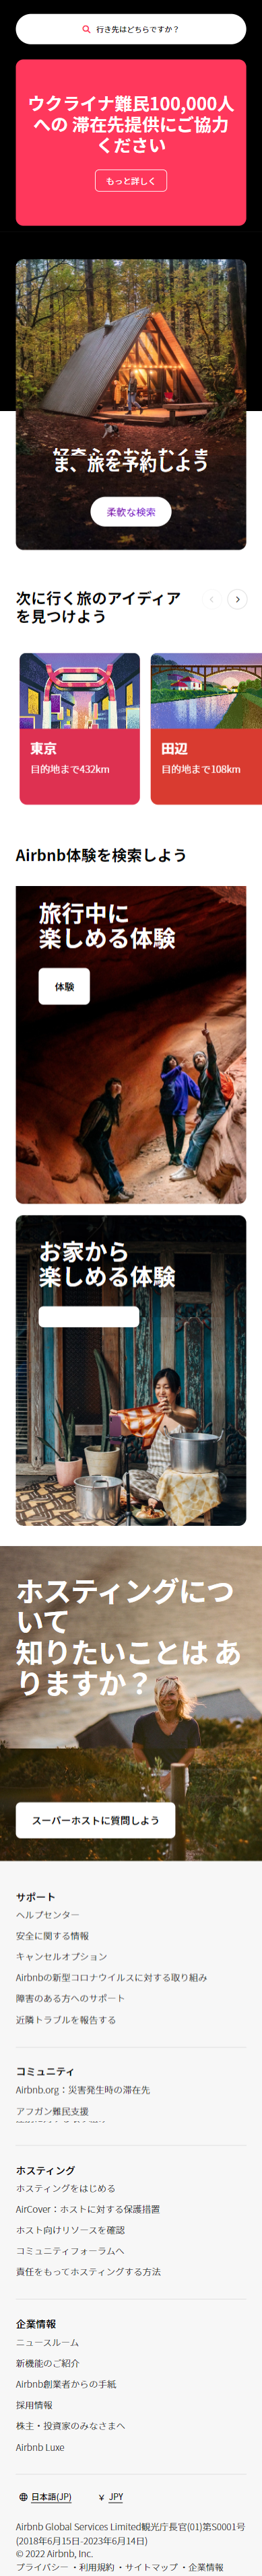 行き先はどちらですか？
ウクライナ難民100,000人
への 滞在先提供にご協力
ください
もっと詳しく
ま、旅を予約しよう
柔軟な検索
次に行く旅のアイディア
を見つけよう
東京
目的地まで432km
田辺
目的地まで108km
Airbnb体験を検索しよう
旅行中に
楽しめる体験
体験
お家から
楽しめる体験
ホスティングにつ
いて
知りたいことは あ
りますか？
スーパーホストに質問しよう
サポート
ヘルプセンター
安全に関する情報
キャンセルオプション
Airbnbの新型コロナウイルスに対する取り組み
障害のある方へのサポート
近隣トラブルを報告する
コミュニティ
Airbnb.org：災害発生時の滞在先
アフガン難民支援
ホスティング
ホスティングをはじめる
AirCover：ホストに対する保護措置
ホスト向けリソースを確認
コミュニティフォーラムへ
責任をもってホスティングする方法
企業情報
ニュースルーム
新機能のご紹介
Airbnb創業者からの手紙
採用情報
株主・投資家のみなさまへ
Airbnb Luxe
日本語(JP) ¥ JPY
Airbnb Global Services Limited観光庁長官(01)第S0001号
(2018年6月15日-2023年6月14日)
© 2022 Airbnb, Inc.
プライバシー ・利用規約 ・サイトマップ ・企業情報